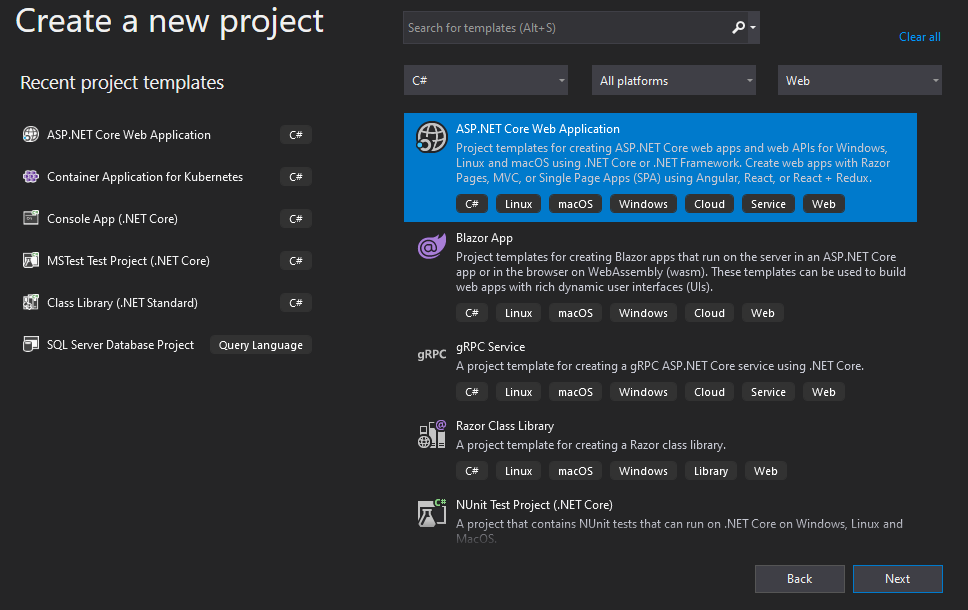 Create a new project
Search for templates (Alt+S)
Clear all
Recent project templates
C#
All platforms
Web
ASP.NET Core Web Application
C#
Container Application for Kubernetes
C#
Console App (.NET Core)
C#
MSTest Test Project (.NET Core)
C#
Class Library (.NET Standard)
C#
SQL Server Database Project
Query Language
ASP.NET Core Web Application
Project templates for creating ASP.NET Core web apps and web APIs for Windows,
Linux and macOS using .NET Core or .NET Framework. Create web apps with Razor
Pages, MVC, or Single Page Apps (SPA) using Angular, React, or React + Redux.
C# Linux macOS Windows Cloud Service Web
Blazor App
Project templates for creating Blazor apps that run on the server in an ASP.NET Core
app or in the browser on WebAssembly (wasm). These templates can be used to build
web apps with rich dynamic user interfaces (UIs).
C# Linux macOS Windows Cloud Web
gRPC
gRPC Service
A project template for creating a gRPC ASP.NET Core service using .NET Core.
C# Linux macOS Windows Cloud Service Web
Razor Class Library
A project template for creating a Razor class library.
C# Linux macOS Windows Library Web
C#
NUnit Test Project (.NET Core)
A project that contains NUnit tests that can run on .NET Core on Windows, Linux and
MacOS.
Back
Next